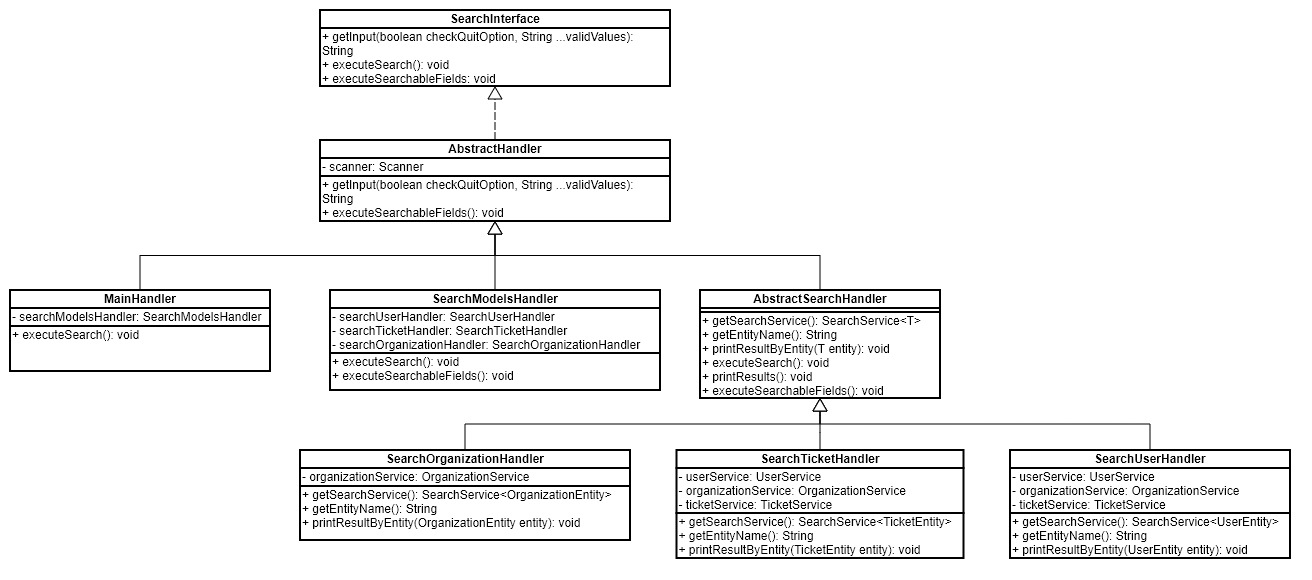 SearchInterface
+ getInput(boolean checkQuitOption, String ...validValues):
String
+ executeSearch(): void
+ executeSearchableFields: void
AbstractHandler
- scanner: Scanner
+ getInput(boolean checkQuitOption, String ...validValues):
String
+ executeSearchableFields(): void
MainHandler
- searchModelsHandler: SearchModelsHandler
+ executeSearch(): void
SearchModelsHandler
- searchUserHandler: SearchUserHandler
- searchTicketHandler: SearchTicketHandler
- searchOrganizationHandler: SearchOrganizationHandler
+ executeSearch(): void
+ executeSearchableFields(): void
AbstractSearchHandler
+ getSearchService(): SearchService<T>
+ getEntityName(): String
+ printResultByEntity(T entity): void
+ executeSearch(): void
+ printResults(): void
+ executeSearchableFields(): void
SearchOrganizationHandler
- organizationService: OrganizationService
+ getSearchService(): SearchService<OrganizationEntity>
+ getEntityName(): String
+ printResultByEntity(OrganizationEntity entity): void
SearchTicketHandler
- userService: UserService
- organizationService: OrganizationService
- ticketService: TicketService
+ getSearchService(): SearchService<TicketEntity>
+ getEntityName(): String
+ printResultByEntity(TicketEntity entity): void
SearchUserHandler
- userService: UserService
- organizationService: OrganizationService
- ticketService: TicketService
+ getSearchService(): SearchService<UserEntity>
+ getEntityName(): String
+ printResultByEntity(UserEntity entity): void